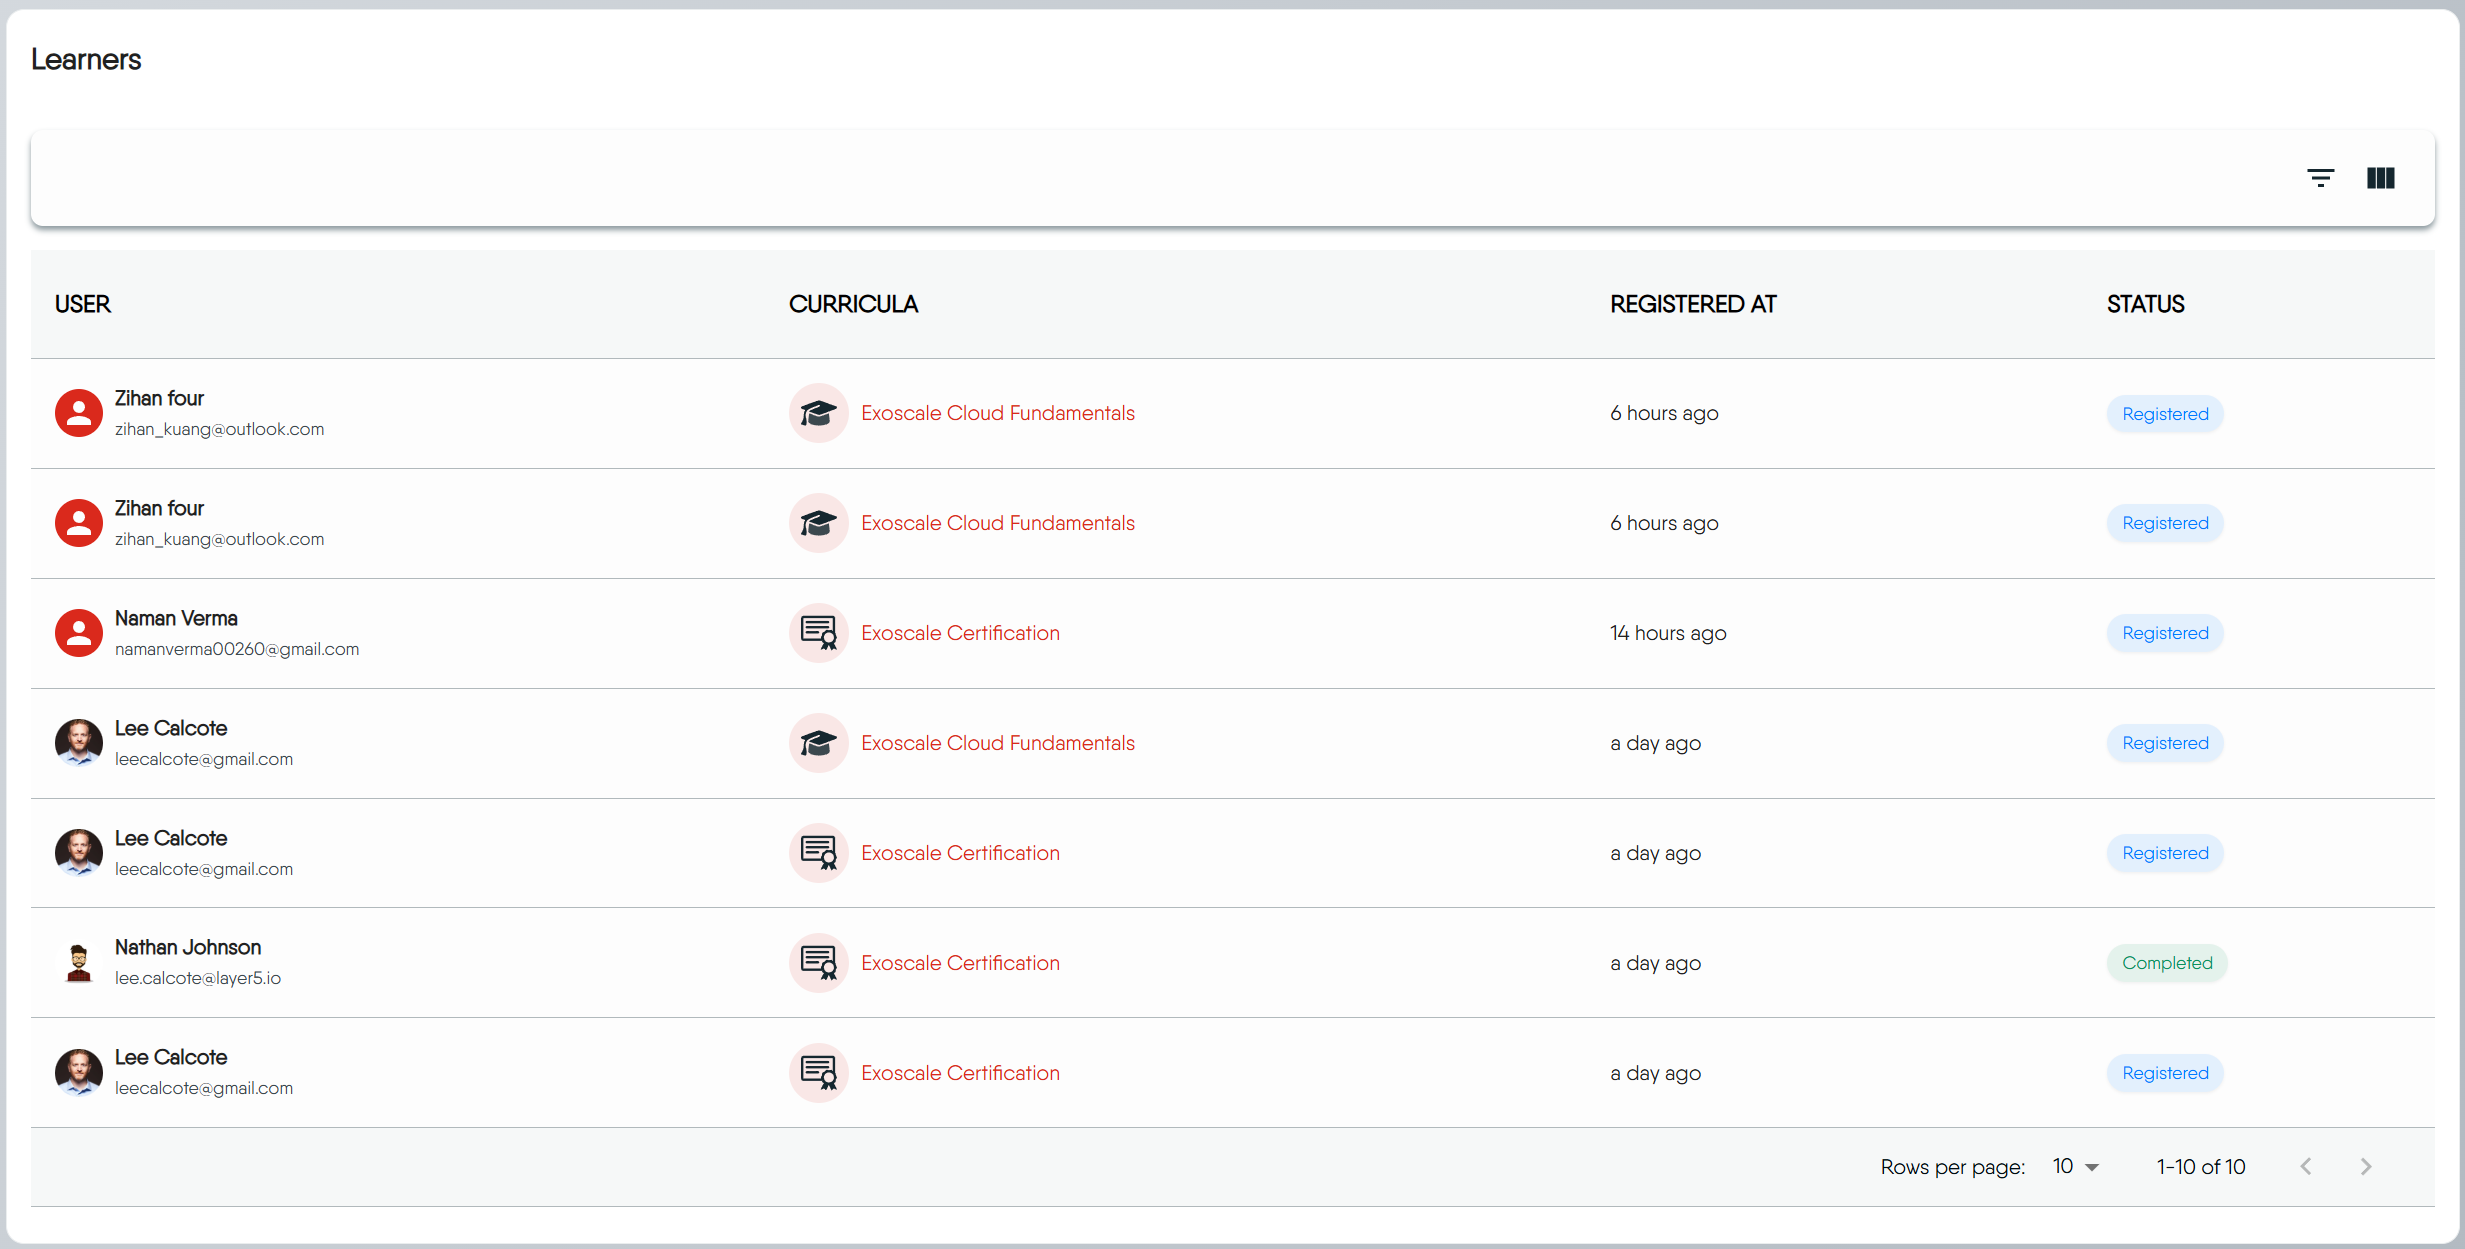 Learners
USER CURRICULA REGISTERED AT STATUS
Zihan four
zihan_kuang@outlook.com
Exoscale Cloud Fundamentals 6 hours ago Registered
Zihan four
zihan_kuang@outlook.com
Exoscale Cloud Fundamentals 6 hours ago Registered
Naman Verma
namanverma00260@gmail.com
Exoscale Certification 14 hours ago Registered
Lee Calcote
leecalcote@gmail.com
Exoscale Cloud Fundamentals a day ago Registered
Lee Calcote
leecalcote@gmail.com
Exoscale Certification a day ago Registered
Nathan Johnson
lee.calcote@layer5.io
Exoscale Certification a day ago Completed
Lee Calcote
leecalcote@gmail.com
Exoscale Certification a day ago Registered
Rows per page: 10 1-10 of 10